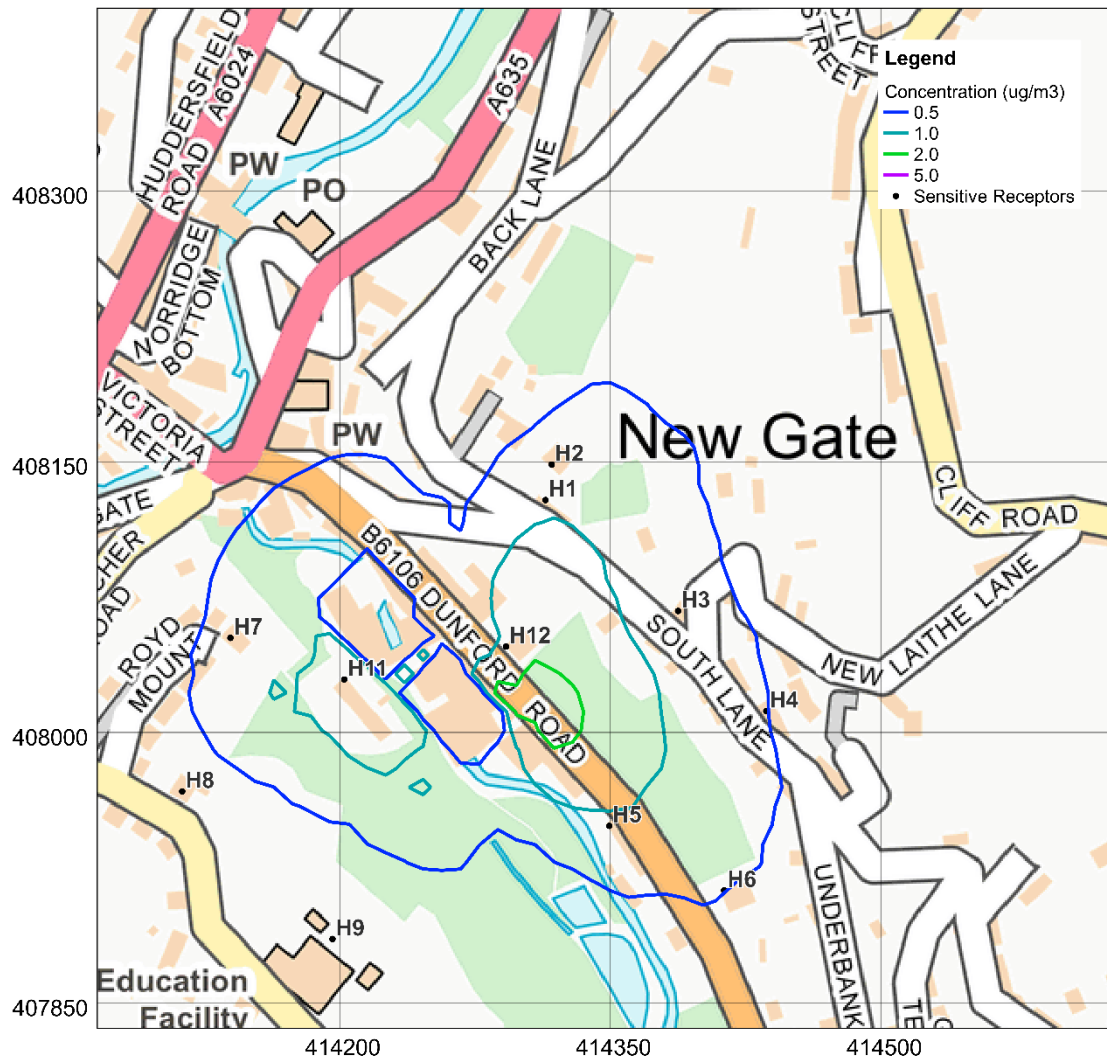 HUDDERSFIELD
ROAD A6024
A635
CLIFF
STREET
Legend
Concentration (ug/m3)
0.5
1.0
2.0
5.0
Sensitive Receptors
PW
PO
408300
BACK LANE
NORRIDGE
BOTTOM
VICTORIA
STREET
PW
New Gate
408150
H2
H1
GATE
CLIFF ROAD
CHER
OAD
B6106 DUNFORD
ROAD
H3
SOUTH LANE
NEW LAITHE LANE
H7
H12
ROYD
MOUNT
H11
H4
408000
H8
H5
H6
UNDERBANK
H9
Education
Facility
407850
TE
414200
414350
414500